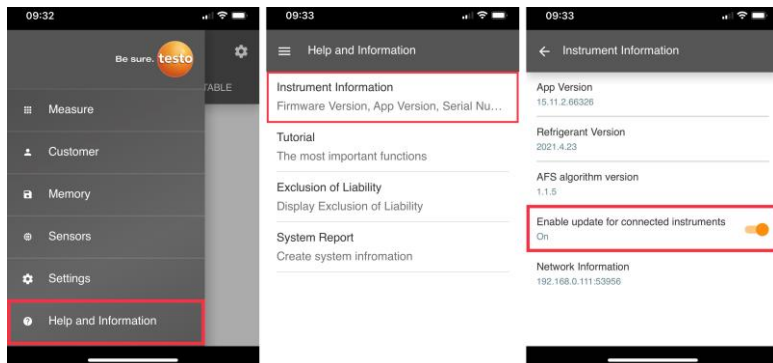 09:32
Be sure. testo
TABLE
Measure
Customer
Memory
Sensors
Settings
Help and Information
09:33
Help and Information
Instrument Information
Firmware Version, App Version, Serial Nu...
Tutorial
The most important functions
Exclusion of Liability
Display Exclusion of Liability
System Report
Create system infromation
09:33
Instrument Information
App Version
15.11.2.66326
Refrigerant Version
2021.4.23
AFS algorithm version
1.1.5
Enable update for connected instruments
On
Network Information
192.168.0.111:53956